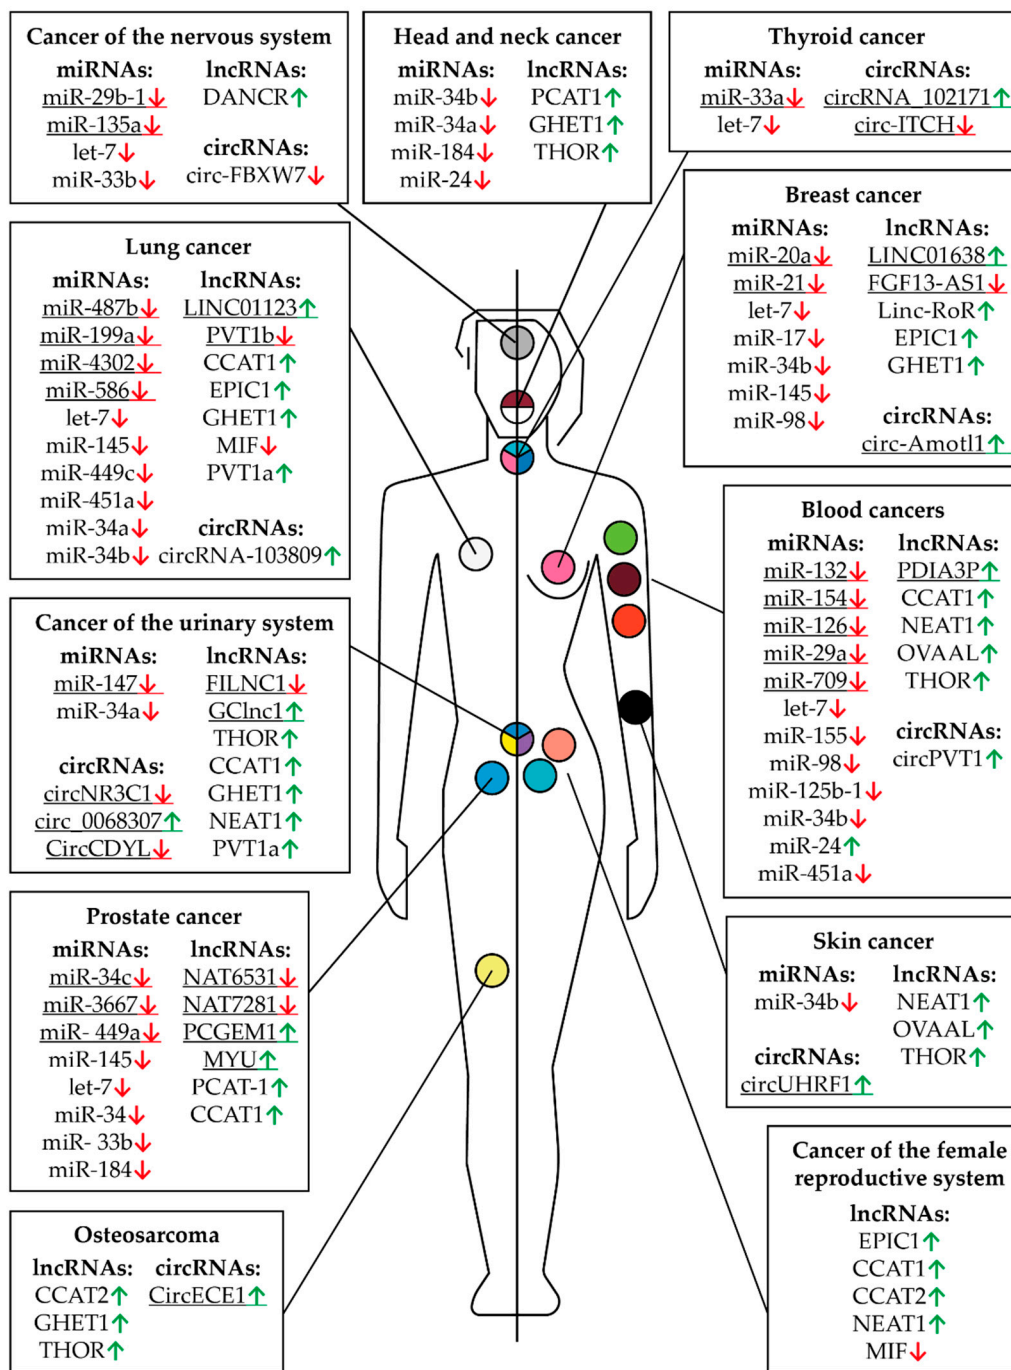 Cancer of the nervous system
miRNAs: lncRNAs:
miR-29b-1↓ DANCR↑
miR-135a↓
let-7↓ circRNAs:
miR-33b↓ circ-FBXW7↓
Head and neck cancer
miRNAs: lncRNAs:
miR-34b↓ PCAT1↑
miR-34a↓ GHET1↑
miR-184↓ THOR↑
miR-24↓
Thyroid cancer
miRNAs: circRNAs:
miR-33a↓ circRNA_102171↑
let-7↓ circ-ITCH↓
Lung cancer
miRNAs: lncRNAs:
miR-487b↓ LINC01123↑
miR-199a↓ PVT1b↓
miR-4302↓ CCAT1↑
miR-586↓ EPIC1↑
let-7↓ GHET1↑
miR-145↓ MIF↓
miR-449c↓ PVT1a↑
miR-451a↓
miR-34a↓ circRNAs:
miR-34b↓ circRNA-103809↑
Breast cancer
miRNAs: lncRNAs:
miR-20a↓ LINC01638↑
miR-21↓ FGF13-AS1↓
let-7↓ Linc-RoR↑
miR-17↓ EPIC1↑
miR-34b↓ GHET1↑
miR-145↓
miR-98↓ circRNAs:
circ-Amotl1↑
Blood cancers
miRNAs: lncRNAs:
miR-132↓ PDIA3P↑
miR-154↓ CCAT1↑
miR-126↓ NEAT1↑
miR-29a↓ OVAAL↑
miR-709↓ THOR↑
let-7↓
miR-155↓ circRNAs:
miR-98↓ circPVT1↑
miR-125b-1↓
miR-34b↓
miR-24↑
miR-451a↓
Cancer of the urinary system
miRNAs: lncRNAs:
miR-147↓ FILNC1↓
miR-34a↓ GClnc1↑
THOR↑
circRNAs: CCAT1↑
circNR3C1↓ GHET1↑
circ_0068307↑ NEAT1↑
CircCDYL↓ PVT1a↑
Prostate cancer
miRNAs: lncRNAs:
miR-34c↓ NAT6531↓
miR-3667↓ NAT7281↓
miR- 449a↓ PCGEM1↑
miR-145↓ MYU↑
let-7↓ PCAT-1↑
miR-34↓ CCAT1↑
miR- 33b↓
miR-184↓
Skin cancer
miRNAs: lncRNAs:
miR-34b↓ NEAT1↑
OVAAL↑
circRNAs: THOR↑
circUHRF1↑
Osteosarcoma
lncRNAs: circRNAs:
CCAT2↑ CircECE1↑
GHET1↑
THOR↑
Cancer of the female
reproductive system
lncRNAs:
EPIC1↑
CCAT1↑
CCAT2↑
NEAT1↑
MIF↓